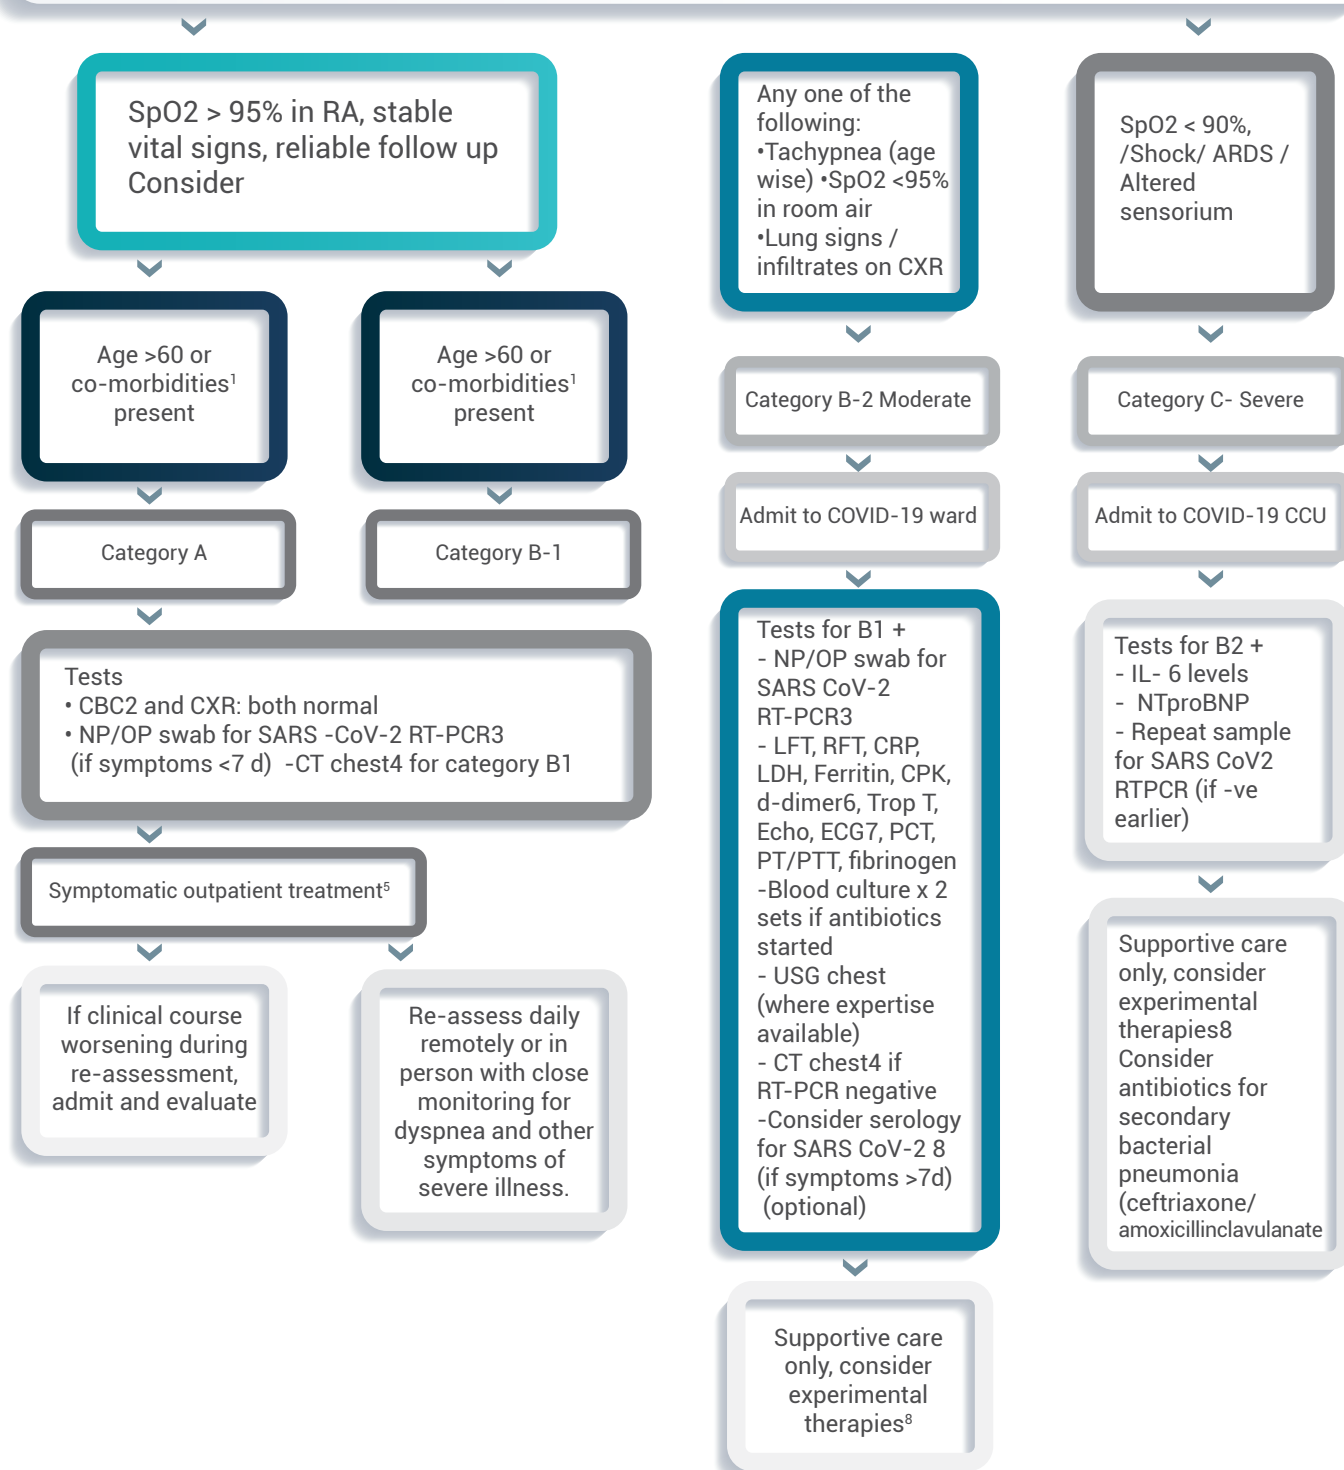 SpO2 > 95% in RA, stable
vital signs, reliable follow up
Consider
Age >60 or
co-morbidities¹
present
Age >60 or
co-morbidities¹
present
Category A
Category B-1
Tests
• CBC2 and CXR: both normal
• NP/OP swab for SARS -CoV-2 RT-PCR3
(if symptoms <7 d) -CT chest4 for category B1
Symptomatic outpatient treatment⁵
If clinical course
worsening during
re-assessment,
admit and evaluate
Re-assess daily
remotely or in
person with close
monitoring for
dyspnea and other
symptoms of
severe illness.
Any one of the
following:
•Tachypnea (age
wise) •SpO2 <95%
in room air
•Lung signs /
infiltrates on CXR
Category B-2 Moderate
Admit to COVID-19 ward
Tests for B1 +
- NP/OP swab for
SARS CoV-2
RT-PCR3
- LFT, RFT, CRP,
LDH, Ferritin, CPK,
d-dimer6, Trop T,
Echo, ECG7, PCT,
PT/PTT, fibrinogen
-Blood culture x 2
sets if antibiotics
started
- USG chest
(where expertise
available)
- CT chest4 if
RT-PCR negative
-Consider serology
for SARS CoV-2 8
(if symptoms >7d)
(optional)
Supportive care
only, consider
experimental
therapies⁸
SpO2 < 90%,
/Shock/ ARDS /
Altered
sensorium
Category C- Severe
Admit to COVID-19 CCU
Tests for B2 +
- IL- 6 levels
- NTproBNP
- Repeat sample
for SARS CoV2
RTPCR (if -ve
earlier)
Supportive care
only, consider
experimental
therapies8
Consider
antibiotics for
secondary
bacterial
pneumonia
(ceftriaxone/
amoxicillinclavulanate